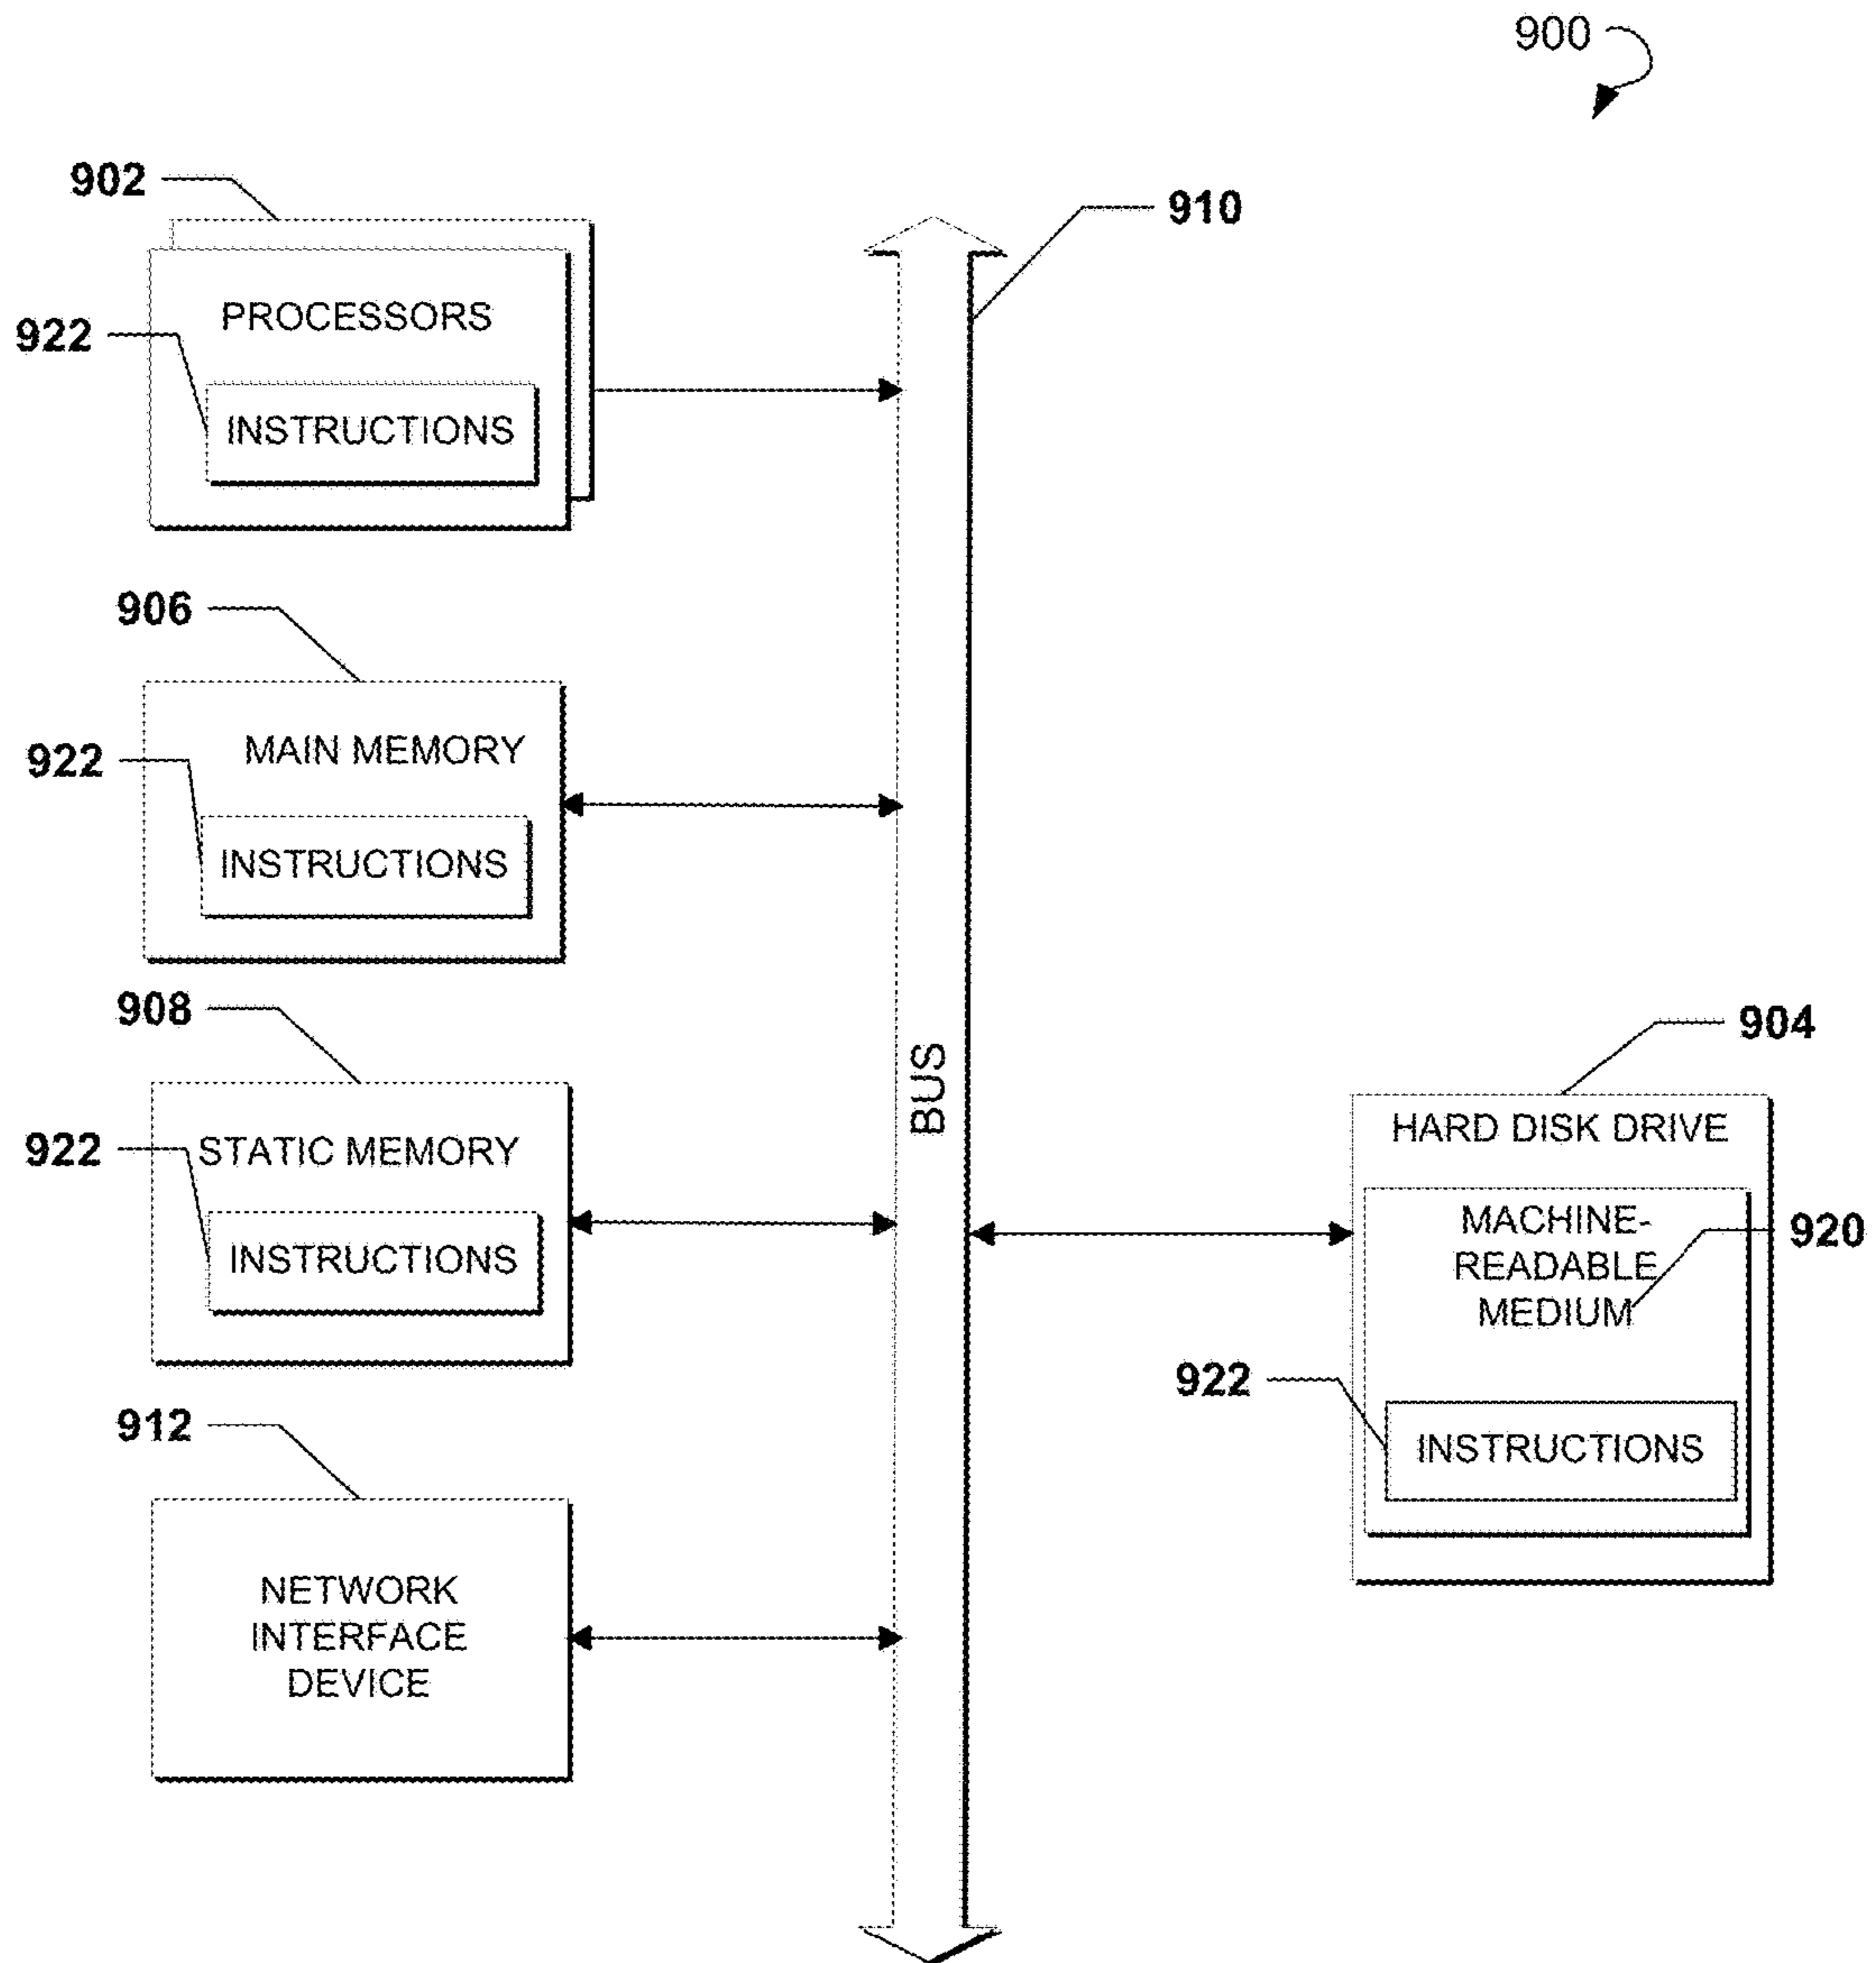 900
902
910
PROCESSORS
922
INSTRUCTIONS
906
MAIN MEMORY
922
INSTRUCTIONS
908
STATIC MEMORY
922
INSTRUCTIONS
BUS
904
HARD DISK DRIVE
MACHINE-
READABLE
MEDIUM
920
922
INSTRUCTIONS
912
NETWORK
INTERFACE
DEVICE